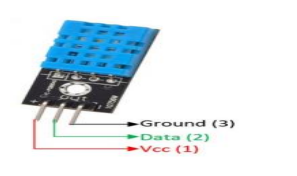 Ground (3)
Data (2)
Vcc (1)